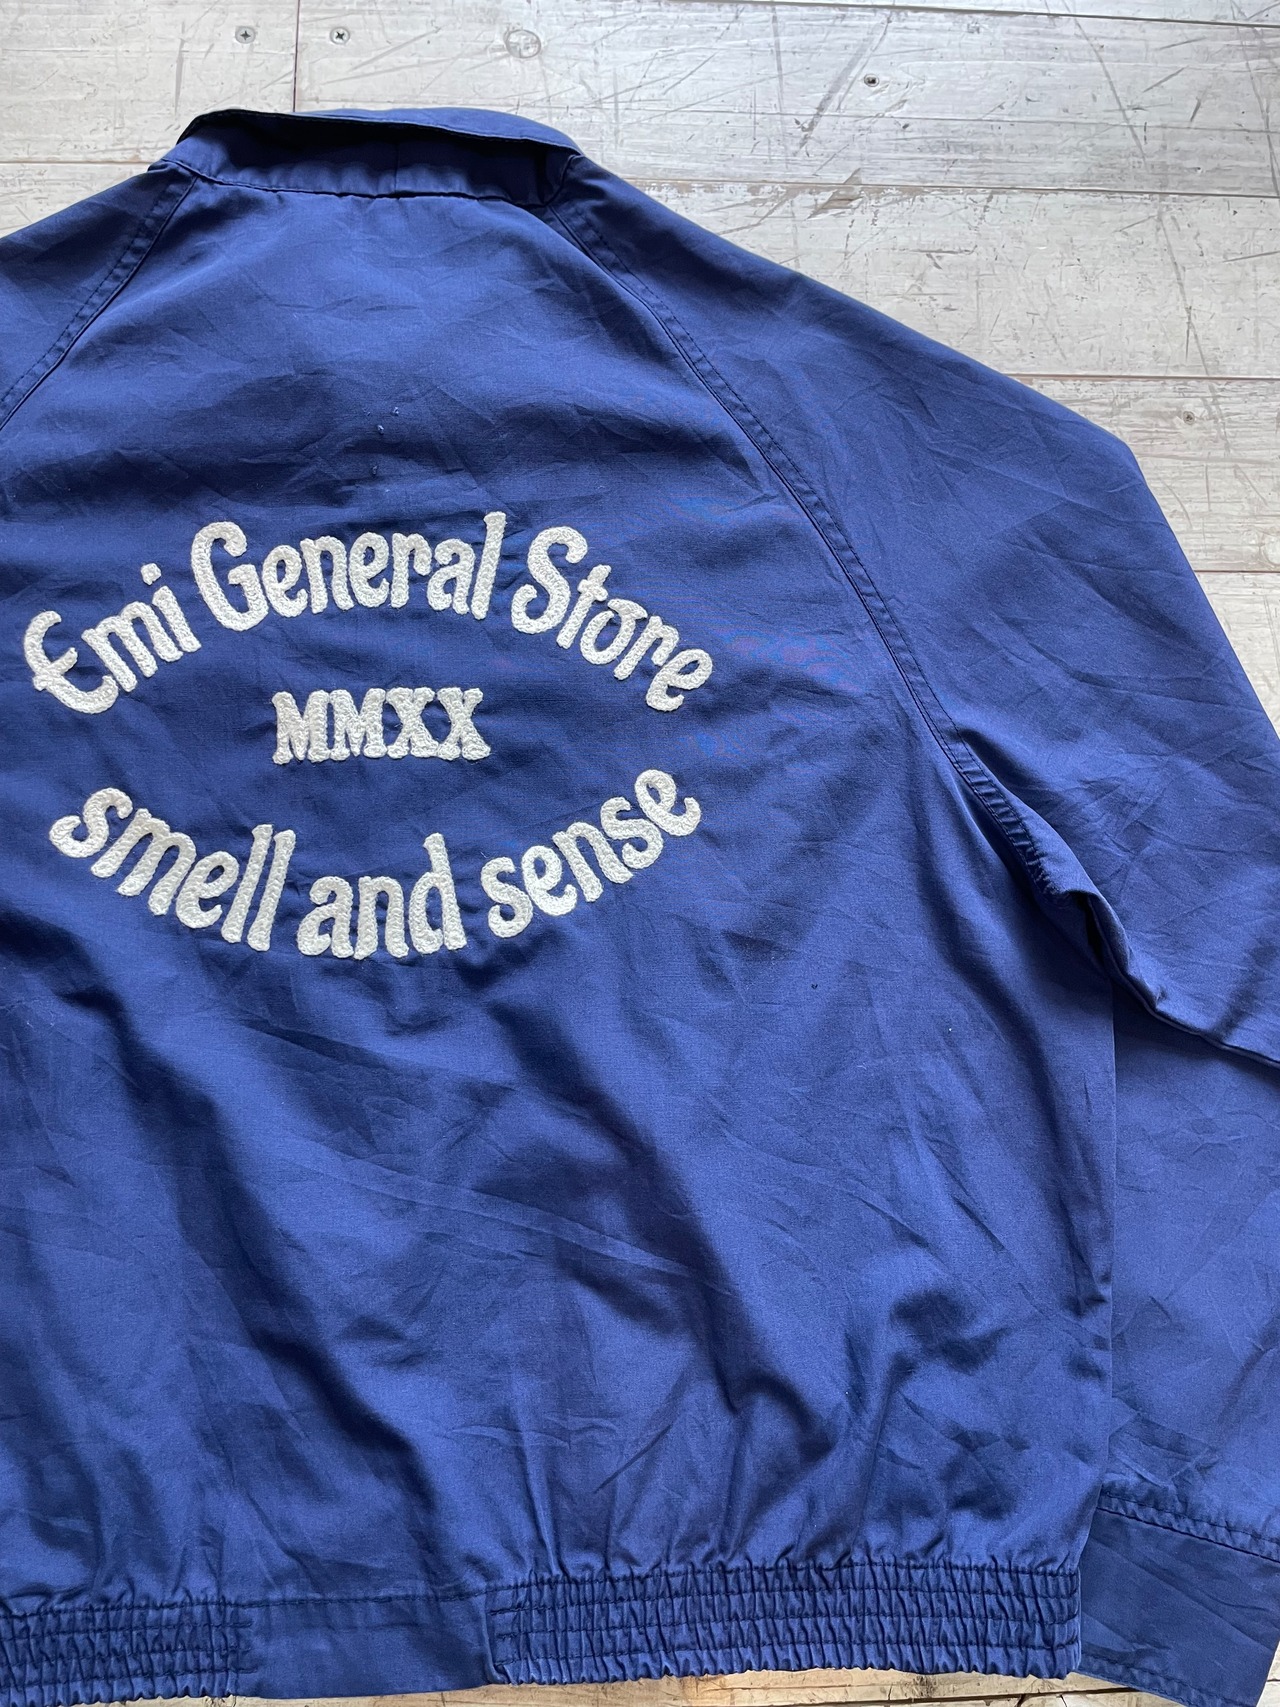 Emi General Store
MMXX
smell and sense